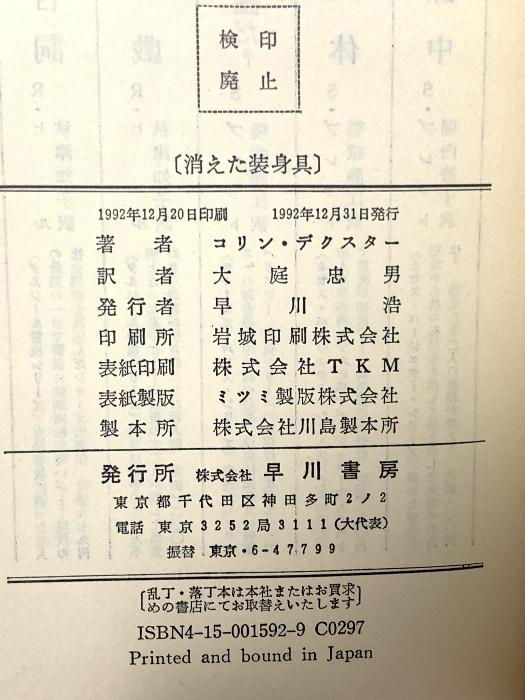 検印
廃止
〔消えた装身具〕
1992年12月20日印刷　1992年12月31日発行
著者　コリン・デクスター
訳者　大庭忠男
発行者　早川浩
印刷所　岩城印刷株式会社
表紙印刷　株式会社TKM
表紙製版　ミツミ製版株式会社
製本所　株式会社川島製本所
発行所　株式会社　早川書房
東京都千代田区神田多町2ノ2
電話　東京3252局3111(大代表)
振替　東京・6-47799
〔乱丁・落丁本は本社またはお買求
めの書店にてお取替えいたします〕
ISBN4-15-001592-9 C0297
Printed and bound in Japan